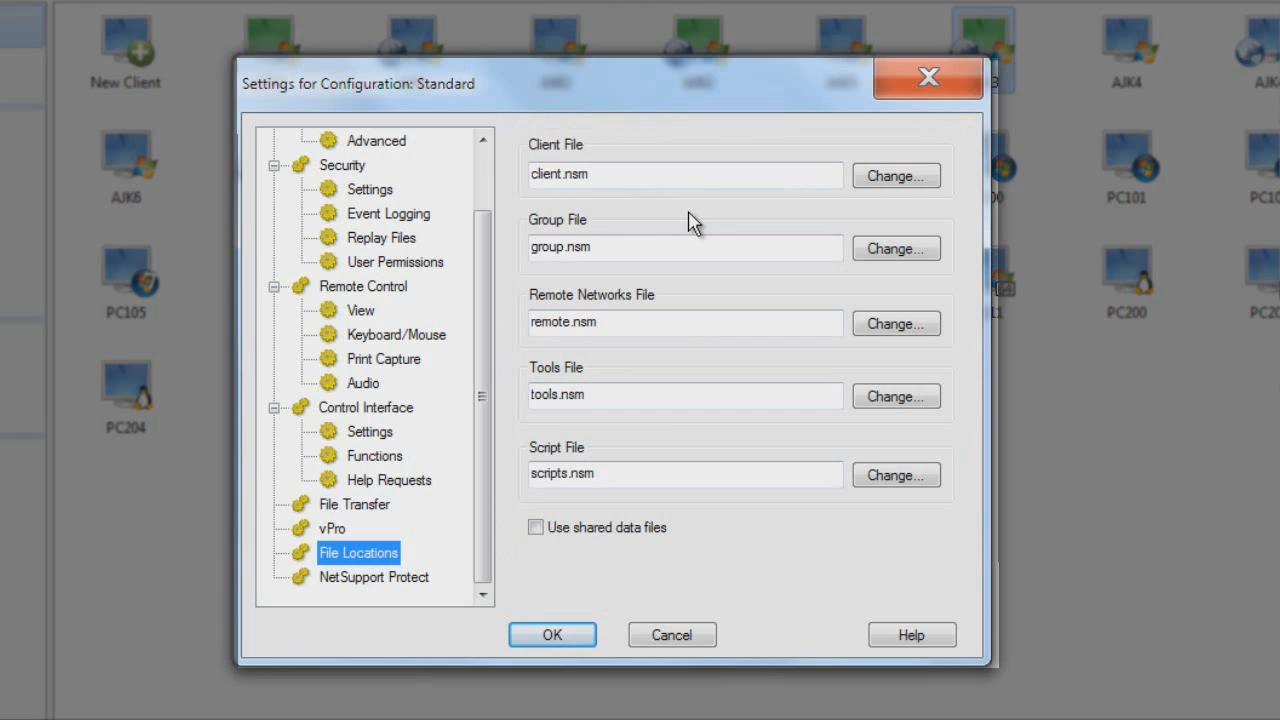 New Client
AJK4
AJK6
PC101
PC105
PC200
PC204
Settings for Configuration: Standard
Advanced
Security
Settings
Event Logging
Replay Files
User Permissions
Remote Control
View
Keyboard/Mouse
Print Capture
Audio
Control Interface
Settings
Functions
Help Requests
File Transfer
vPro
File Locations
NetSupport Protect
Client File
client.nsm
Change...
Group File
group.nsm
Change...
Remote Networks File
remote.nsm
Change...
Tools File
tools.nsm
Change...
Script File
scripts.nsm
Change...
Use shared data files
OK
Cancel
Help